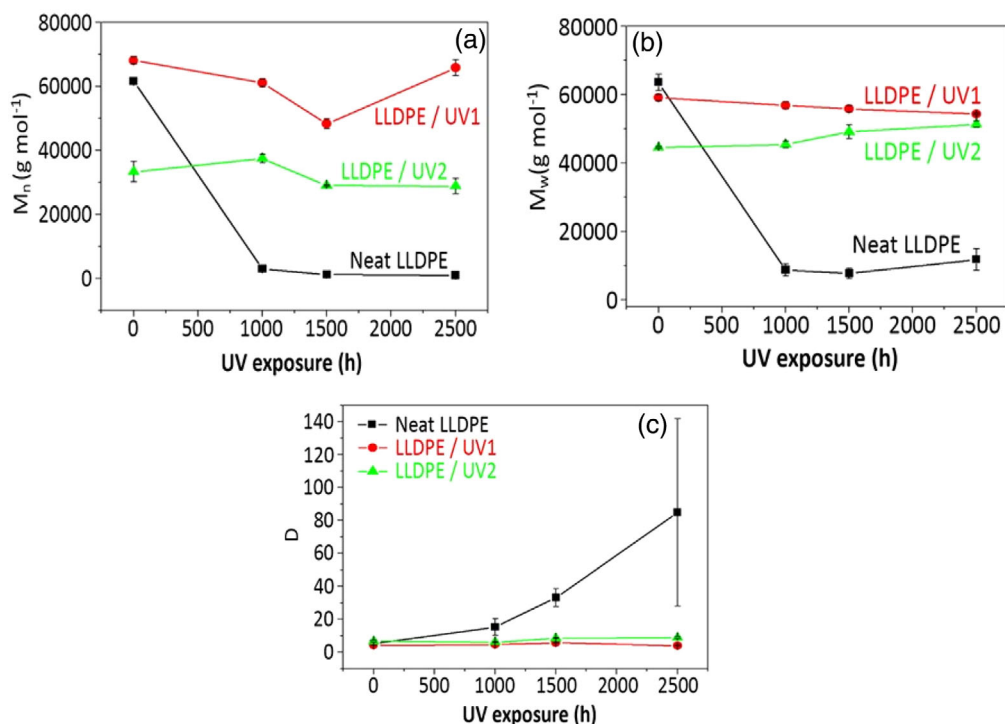 (a)
80000
60000
40000
20000
0
Mn (g mol-1)
LLDPE / UV1
LLDPE / UV2
Neat LLDPE
0 500 1000 1500 2000 2500
UV exposure (h)
(b)
80000
60000
40000
20000
0
Mw(g mol-1)
LLDPE / UV1
LLDPE / UV2
Neat LLDPE
0 500 1000 1500 2000 2500
UV exposure (h)
(c)
140
120
100
80
60
40
20
0
D
Neat LLDPE
LLDPE / UV1
LLDPE / UV2
0 500 1000 1500 2000 2500
UV exposure (h)